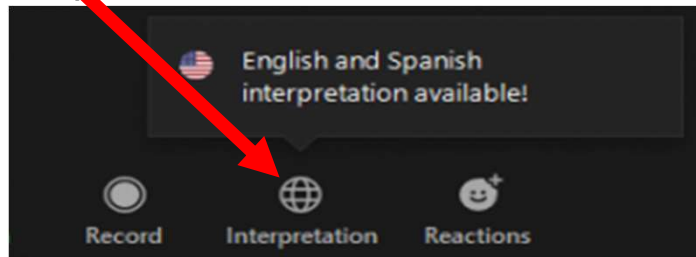 English and Spanish
interpretation available!
Record Interpretation Reactions